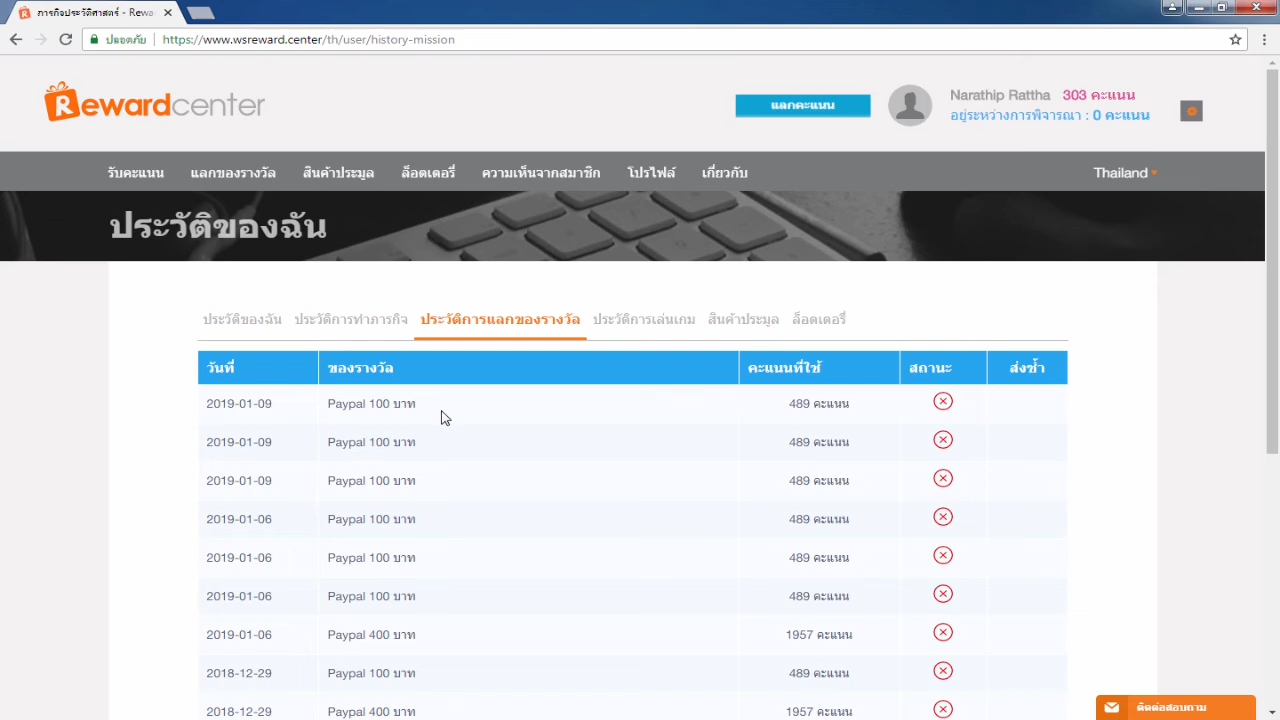 ภารกิจประวัติศาสตร์ - Rewa
ปลอดภัย https://www.wsreward.center/th/user/history-mission
Rewardcenter
แลกคะแนน
Narathip Rattha 303 คะแนน
อยู่ระหว่างการพิจารณา : 0 คะแนน
รับคะแนน แลกของรางวัล สินค้าประมูล ล็อตเตอรี่ ความเห็นจากสมาชิก โปรไฟล์ เกี่ยวกับ Thailand
ประวัติของฉัน
ประวัติของฉัน ประวัติการทำภารกิจ ประวัติการแลกของรางวัล ประวัติการเล่นเกม สินค้าประมูล ล็อตเตอรี่
วันที่ ของรางวัล คะแนนที่ใช้ สถานะ ส่งซ้ำ
2019-01-09 Paypal 100 บาท 489 คะแนน
2019-01-09 Paypal 100 บาท 489 คะแนน
2019-01-09 Paypal 100 บาท 489 คะแนน
2019-01-06 Paypal 100 บาท 489 คะแนน
2019-01-06 Paypal 100 บาท 489 คะแนน
2019-01-06 Paypal 100 บาท 489 คะแนน
2019-01-06 Paypal 400 บาท 1957 คะแนน
2018-12-29 Paypal 100 บาท 489 คะแนน
2018-12-29 Paypal 400 บาท 1957 คะแนน
ติดต่อสอบถาม